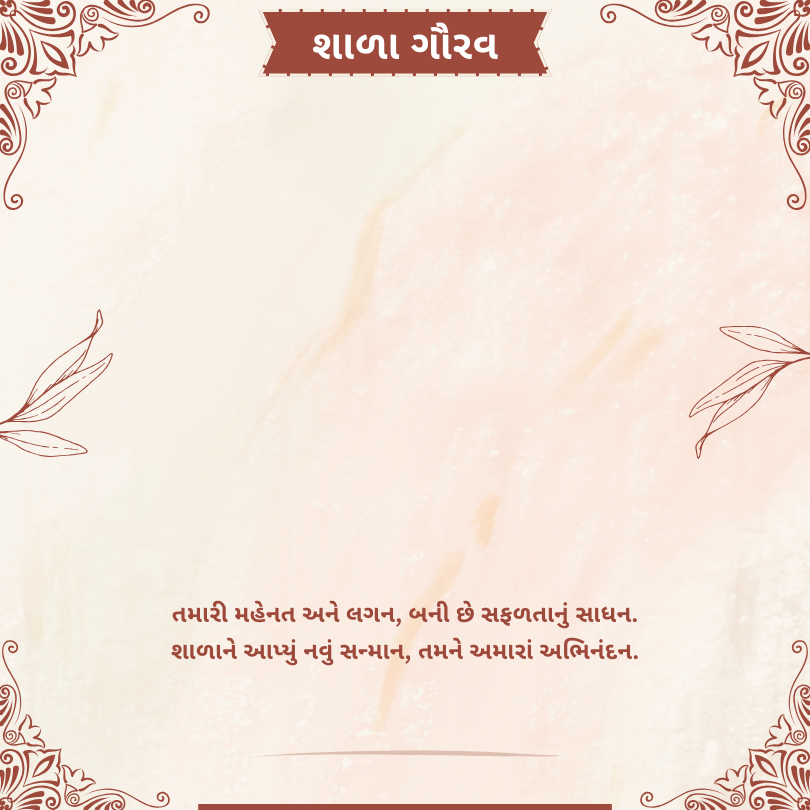 શાળા ગૌરવ
તમારી મહેનત અને લગન, બની છે સફળતાનું સાધન.
શાળાને આપ્યું નવું સન્માન, તમને અમારાં અભિનંદન.